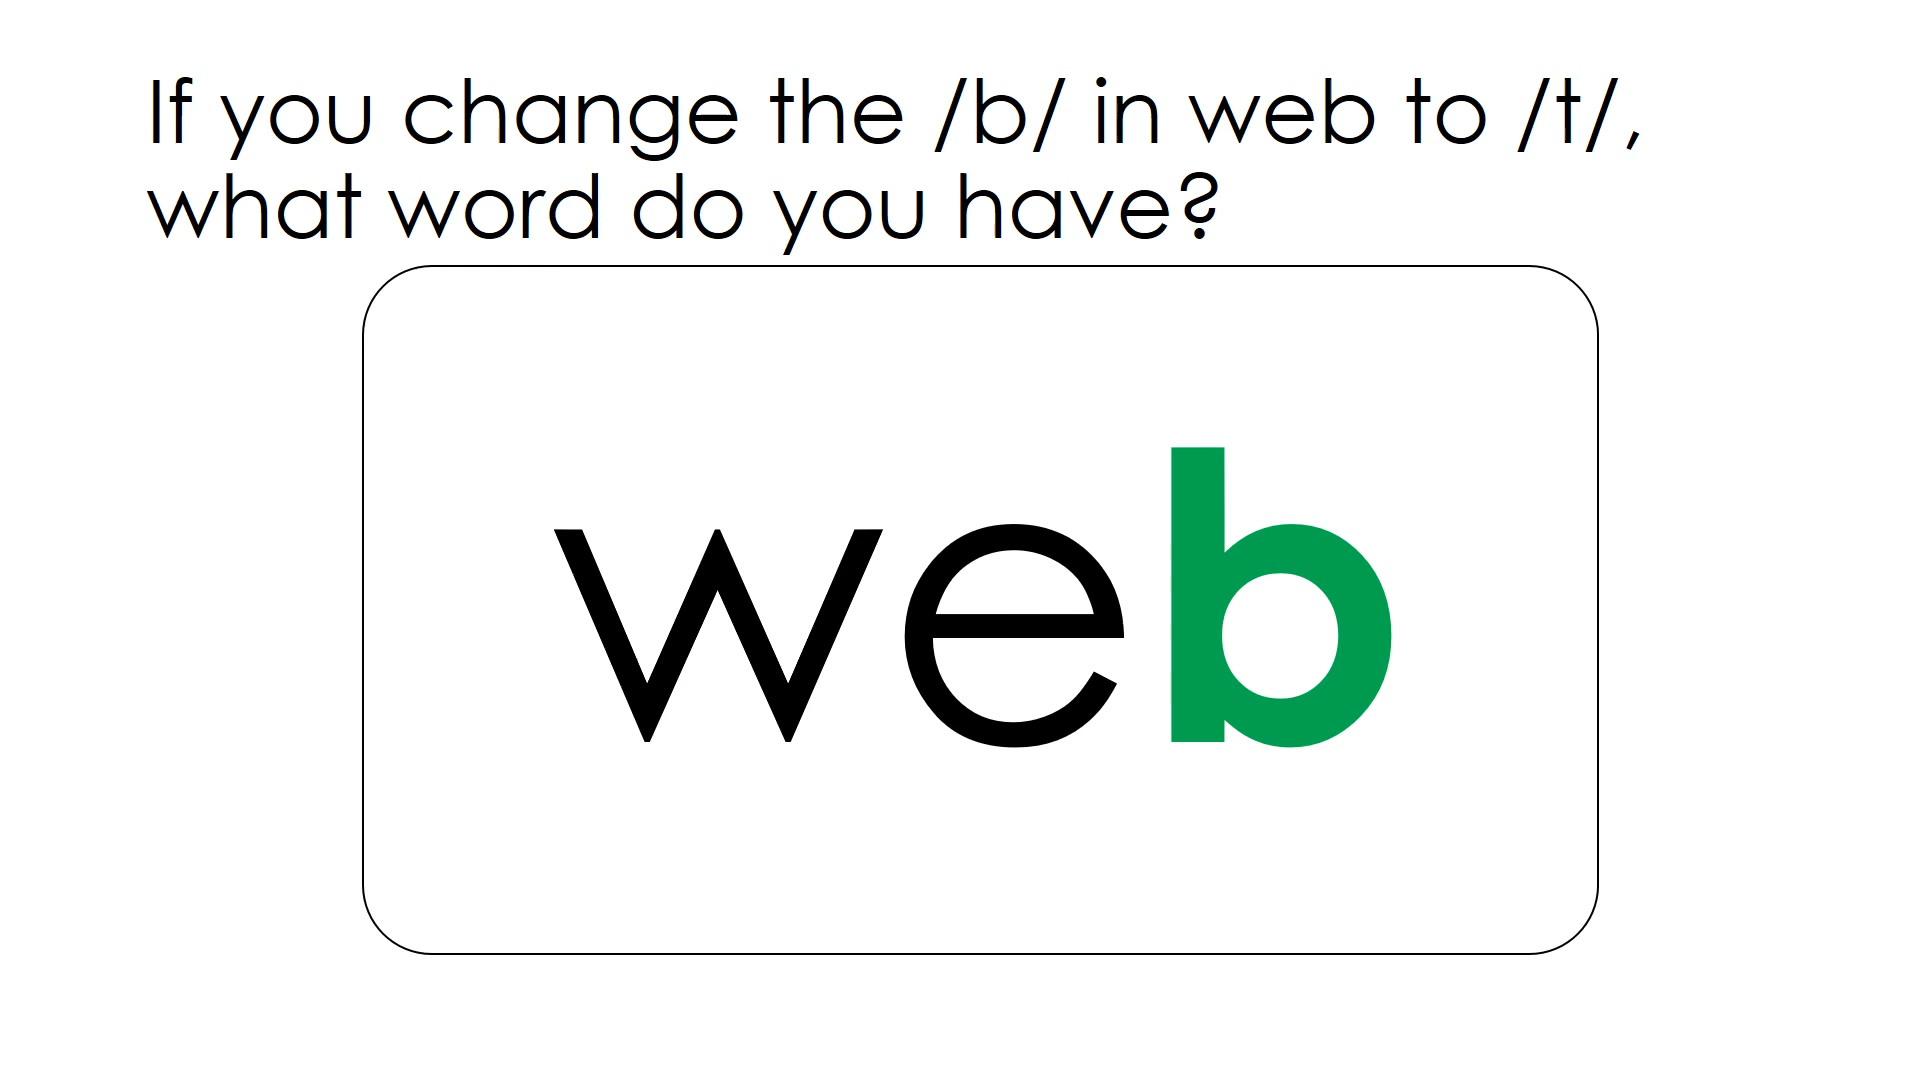 If you change the /b/ in web to /t/,
what word do you have?
web